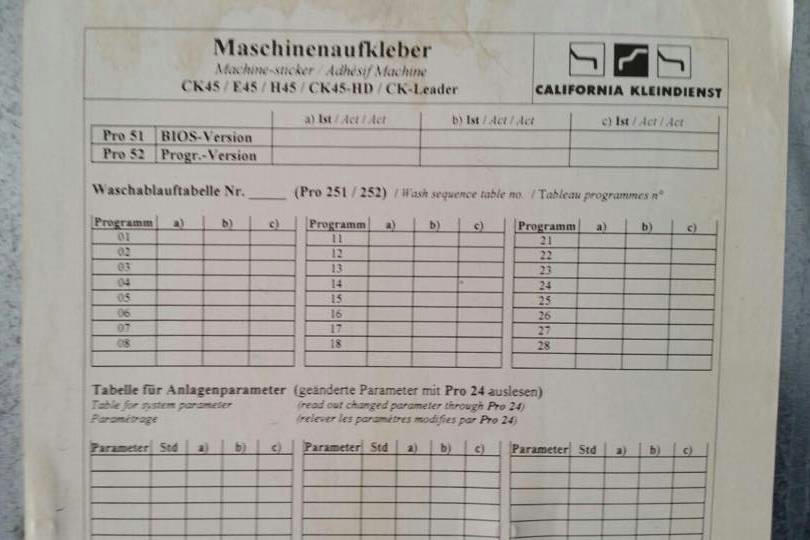 Maschinenaufkleber
Machine-sticker / Adhésif Machine
CK45 / E45 / H45 / CK45-HD / CK-Leader
CALIFORNIA KLEINDIENST
a) Ist / Act / Act b) Ist / Act / Act c) Ist / Act / Act
Pro 51 BIOS-Version
Pro 52 Progr.-Version
Waschablauftabelle Nr. _____ (Pro 251 / 252) / Wash sequence table no. / Tableau programmes n°
Programm a) b) c) Programm a) b) c) Programm a) b) c)
01 11 21
02 12 22
03 13 23
04 14 24
05 15 25
06 16 26
07 17 27
08 18 28
Tabelle für Anlagenparameter (geänderte Parameter mit Pro 24 auslesen)
Table for system parameter (read out changed parameter through Pro 24)
Paramétrage (relever les paramètres modifies par Pro 24)
Parameter Std a) b) c) Parameter Std a) b) c) Parameter Std a) b) c)